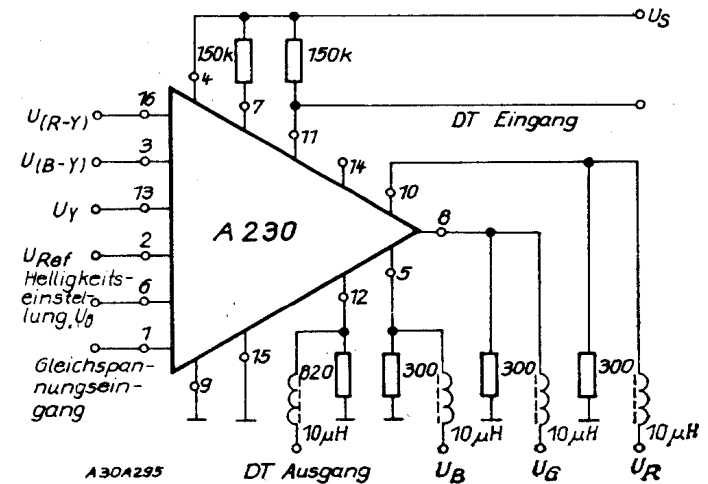 U_S
150k
150k
4
7
11
DT Eingang
14
10
16
U_(R-Y)
3
U_(B-Y)
13
U_Y
2
U_Ref
Helligkeits-
einstel-
lung, U_B
6
1
Gleichspan-
nungsein-
gang
A 230
8
5
12
15
9
820
300
300
300
10µH
10µH
10µH
10µH
A30A295
DT Ausgang
U_B
U_G
U_R